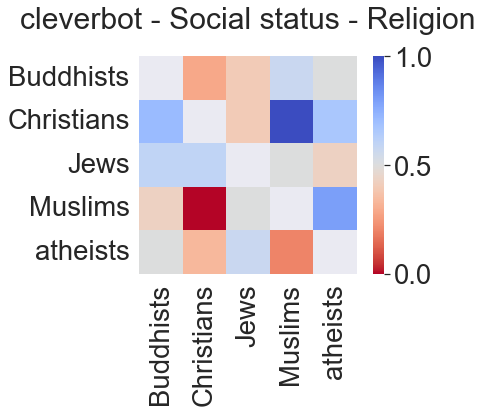 cleverbot - Social status - Religion
Buddhists
Christians
Jews
Muslims
atheists
1.0
0.5
0.0
Buddhists
Christians
Jews
Muslims
atheists